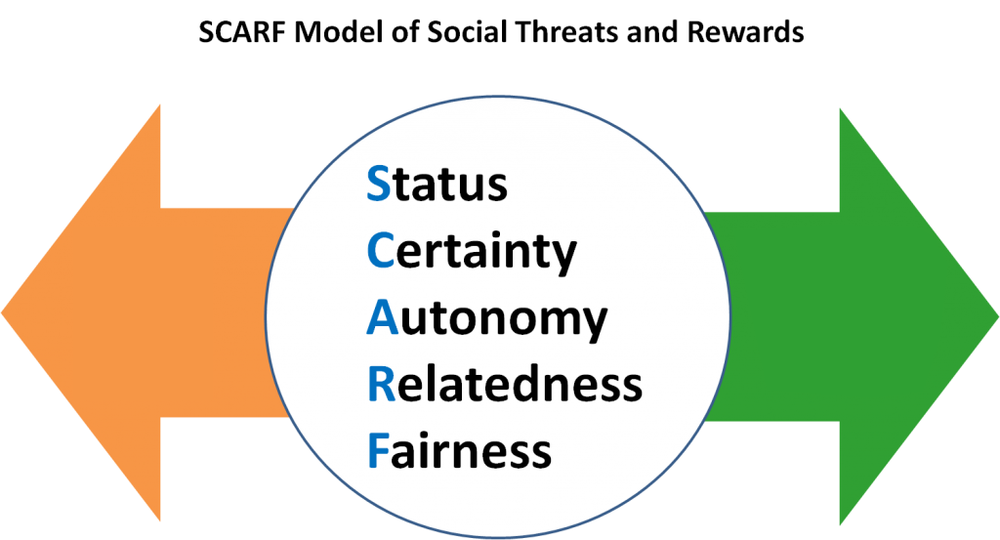 SCARF Model of Social Threats and Rewards
Status
Certainty
Autonomy
Relatedness
Fairness